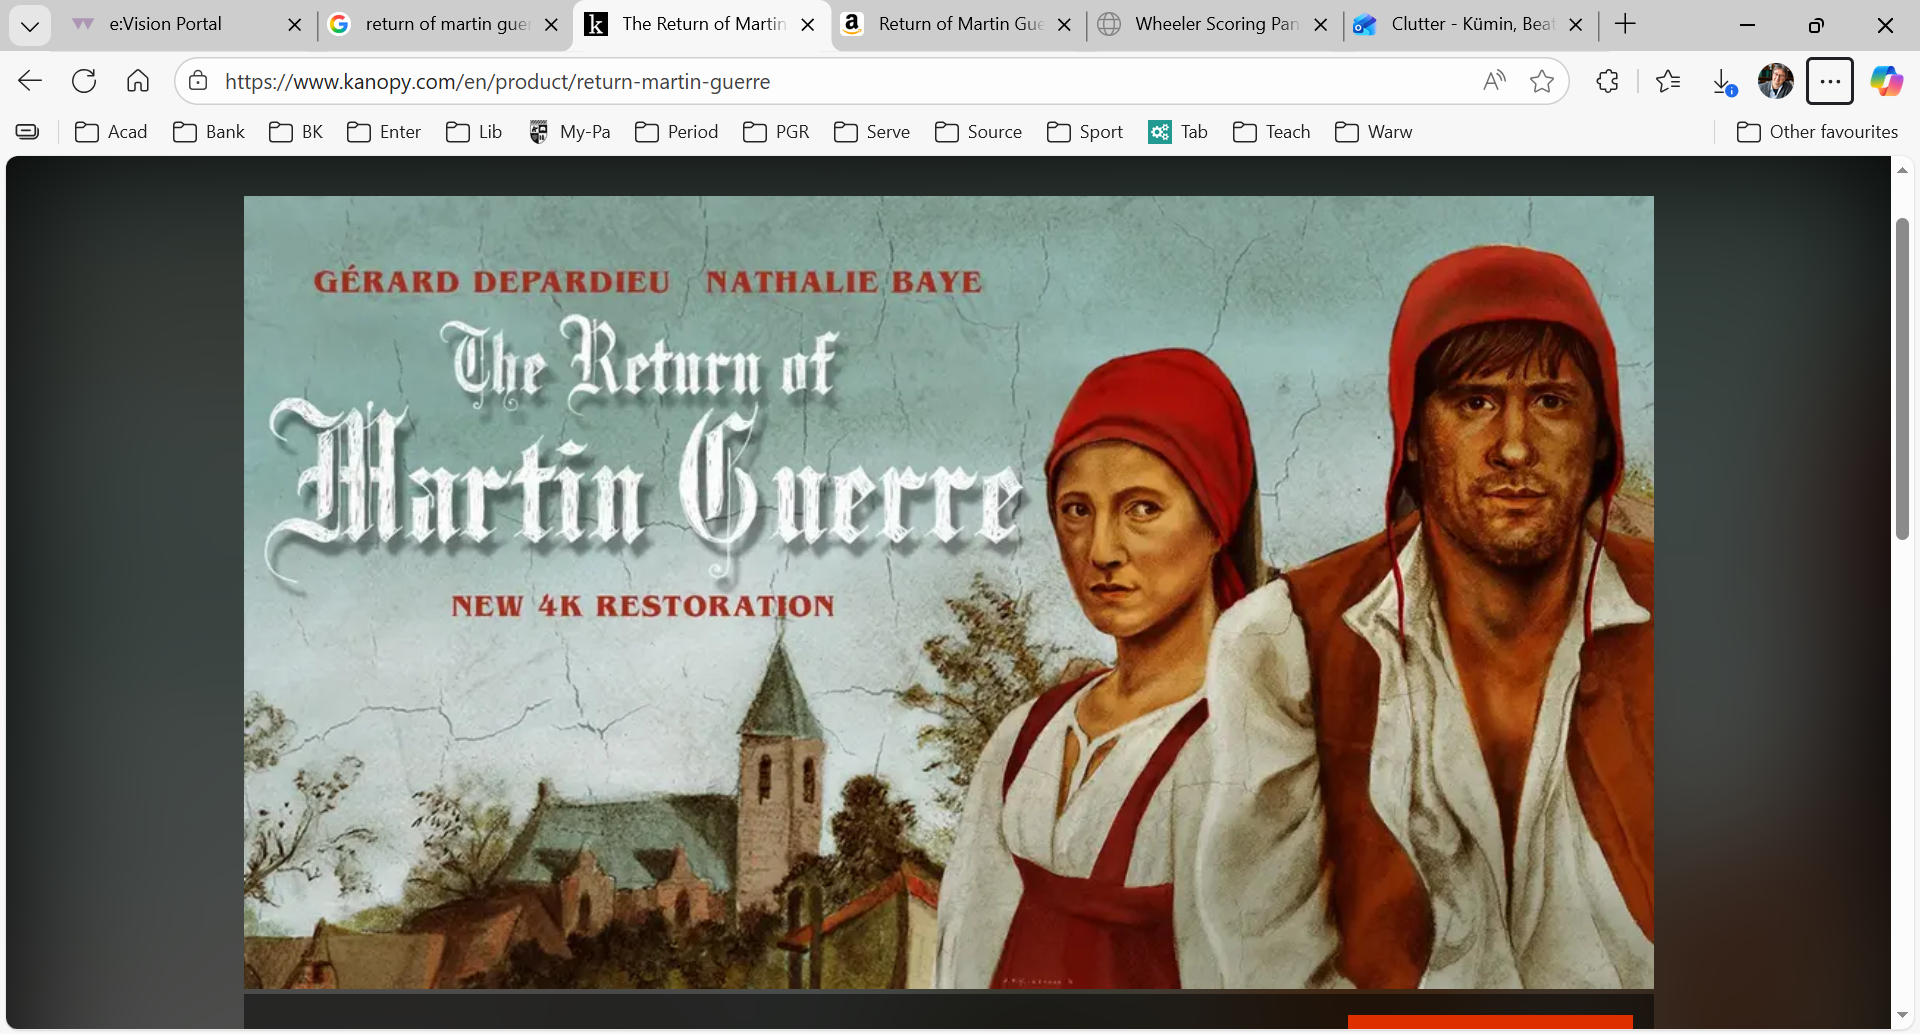 e:Vision Portal
return of martin guer
The Return of Martin
Return of Martin Gue
Wheeler Scoring Pan
Clutter - Kümin, Beat
https://www.kanopy.com/en/product/return-martin-guerre
Acad
Bank
BK
Enter
Lib
My-Pa
Period
PGR
Serve
Source
Sport
Tab
Teach
Warw
Other favourites
GÉRARD DEPARDIEU NATHALIE BAYE
The Return of
Martin Guerre
NEW 4K RESTORATION